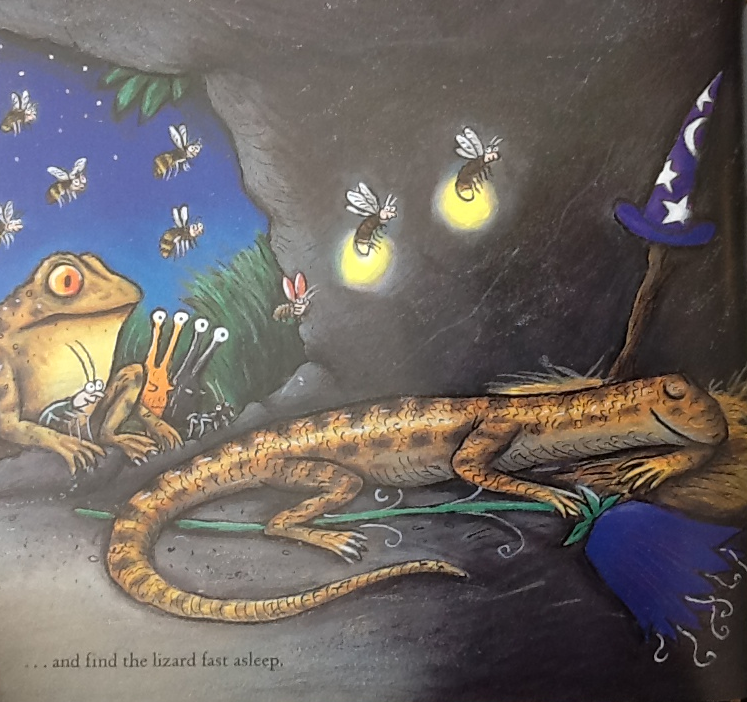 . . . and find the lizard fast asleep.